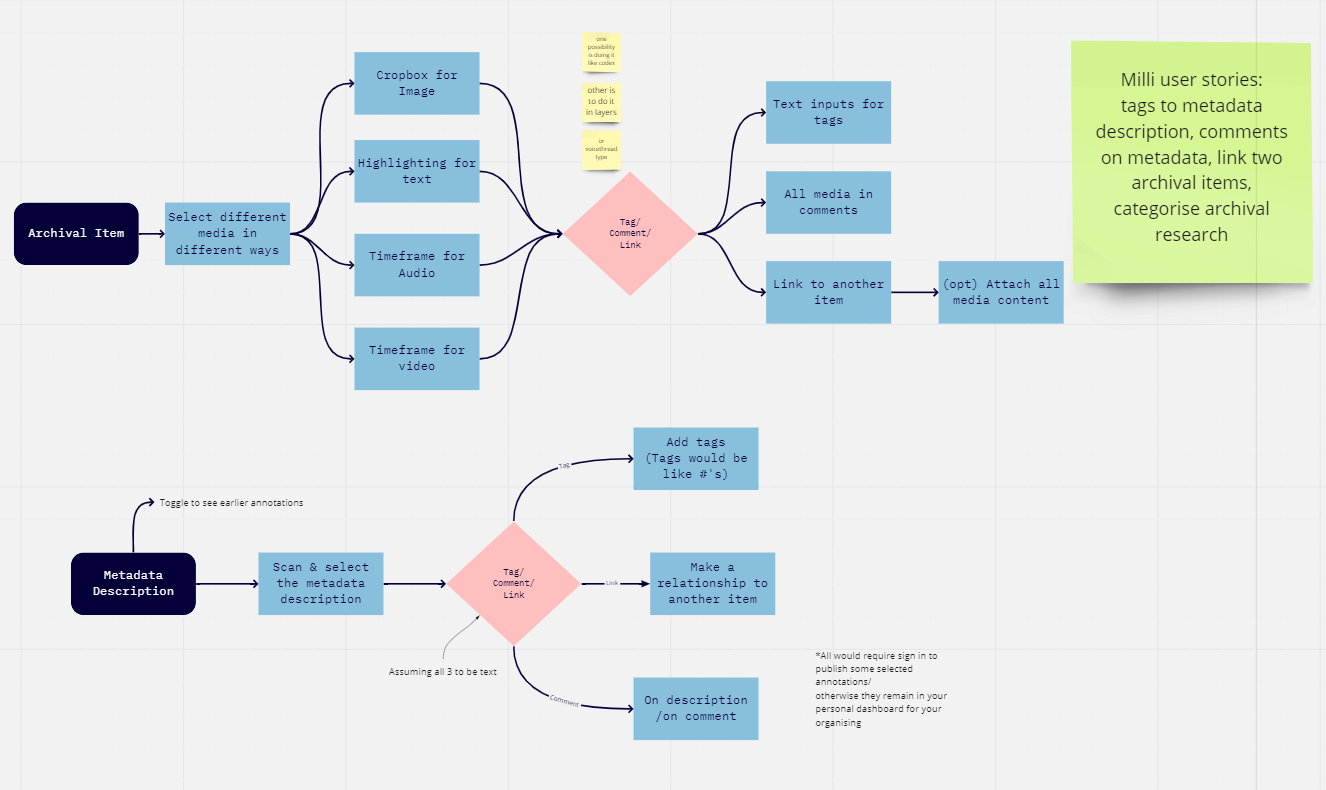 one
possibility
is doing it
like codex
other is
to do it
in layers
or
voicethread
type
Milli user stories:
tags to metadata
description, comments
on metadata, link two
archival items,
categorise archival
research
Archival Item
Select different
media in
different ways
Cropbox for
Image
Highlighting for
text
Timeframe for
Audio
Timeframe for
video
Tag/
Comment/
Link
Text inputs for
tags
All media in
comments
Link to another
item
(opt) Attach all
media content
Toggle to see earlier annotations
Metadata
Description
Scan & select
the metadata
description
Tag/
Comment/
Link
Assuming all 3 to be text
Tag
Add tags
(Tags would be
like #'s)
Link
Make a
relationship to
another item
Comment
On description
/on comment
*All would require sign in to
publish some selected
annotations/
otherwise they remain in your
personal dashboard for your
organising